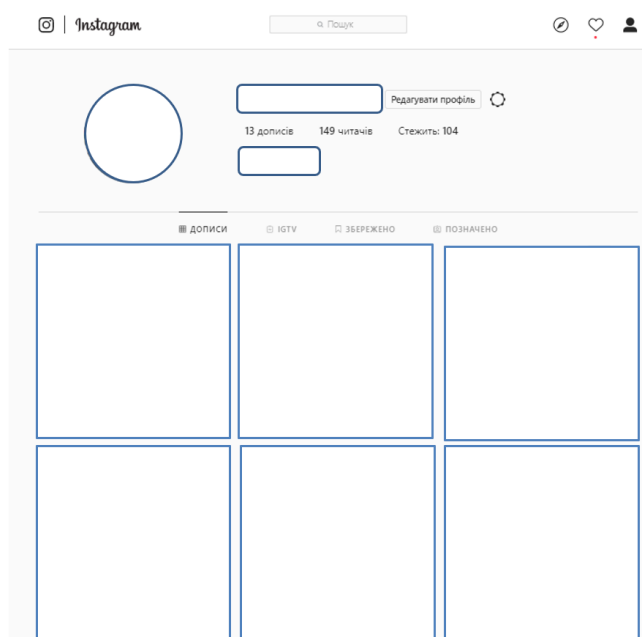 Instagram
Пошук
Редагувати профіль
13 дописів 149 читачів Стежить: 104
ДОПИСИ IGTV ЗБЕРЕЖЕНО ПОЗНАЧЕНО